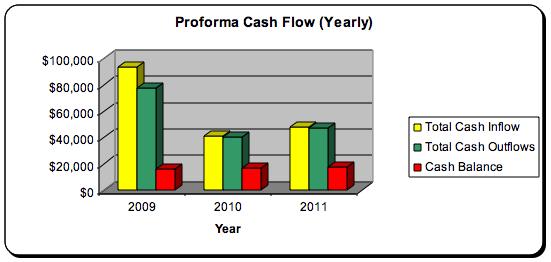 Proforma Cash Flow (Yearly)
$100,000
$80,000
$60,000
$40,000
$20,000
$0
2009 2010 2011
Year
Total Cash Inflow
Total Cash Outflows
Cash Balance